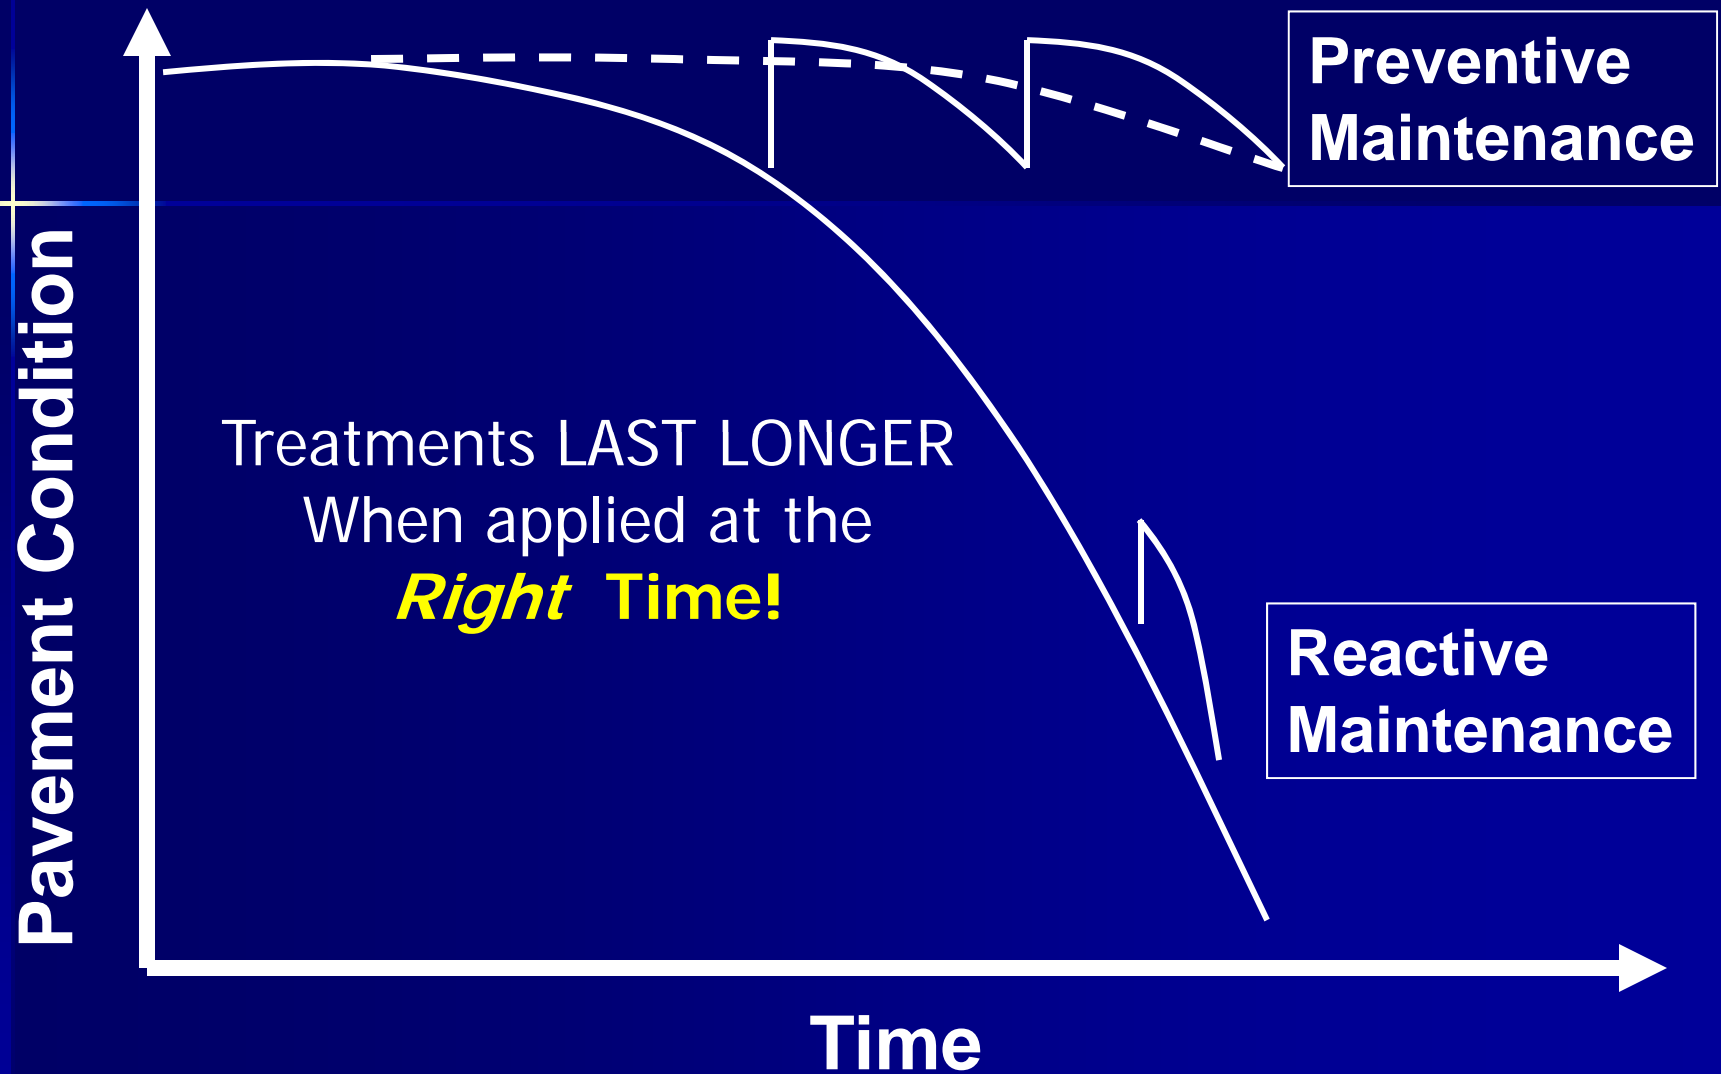 Preventive
Maintenance
Pavement Condition
Treatments LAST LONGER
When applied at the
Right Time!
Reactive
Maintenance
Time